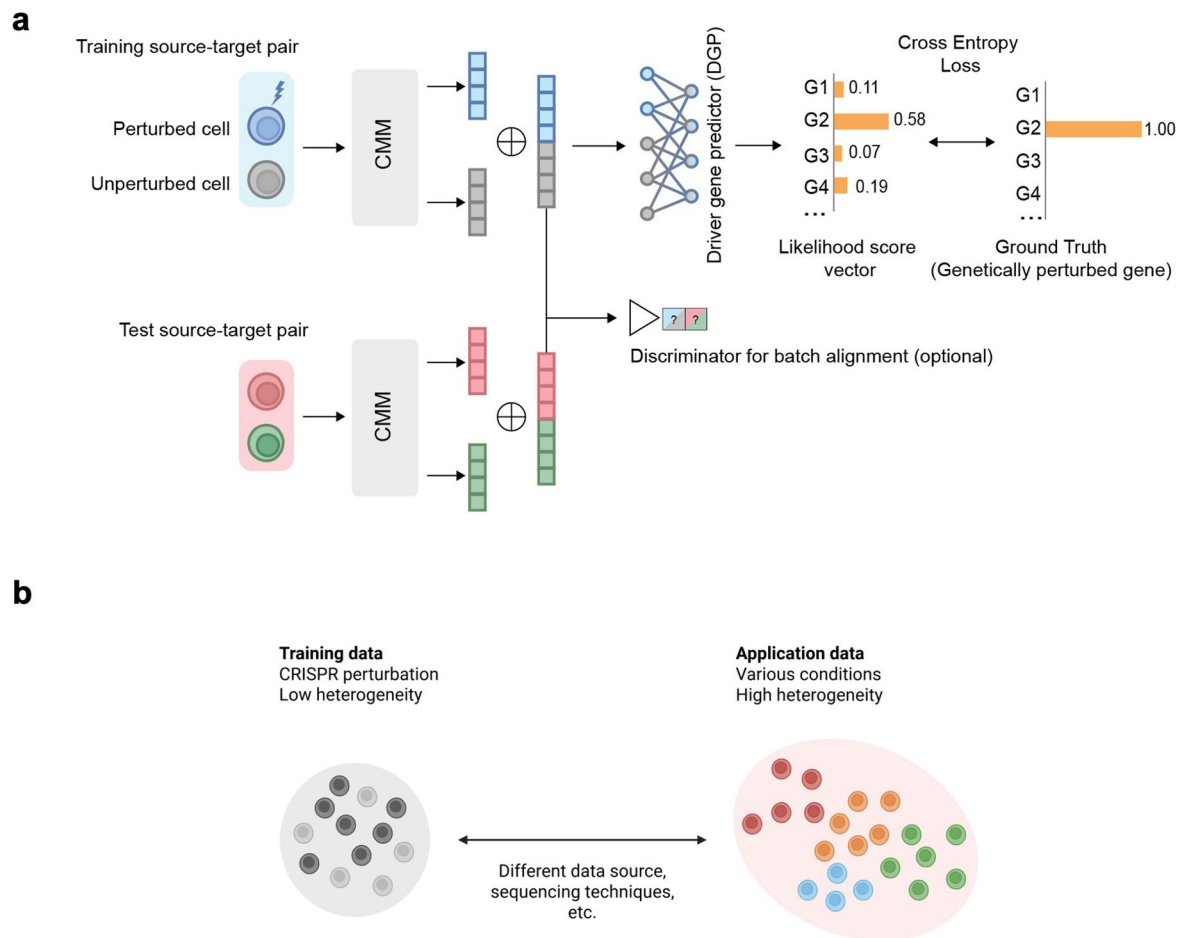 a
Training source-target pair
Perturbed cell
Unperturbed cell
CMM
Driver gene predictor (DGP)
G1 0.11
G2 0.58
G3 0.07
G4 0.19
...
Likelihood score
vector
Cross Entropy
Loss
G1
G2 1.00
G3
G4
...
Ground Truth
(Genetically perturbed gene)
Test source-target pair
CMM
? ?
Discriminator for batch alignment (optional)
b
Training data
CRISPR perturbation
Low heterogeneity
Application data
Various conditions
High heterogeneity
Different data source,
sequencing techniques,
etc.